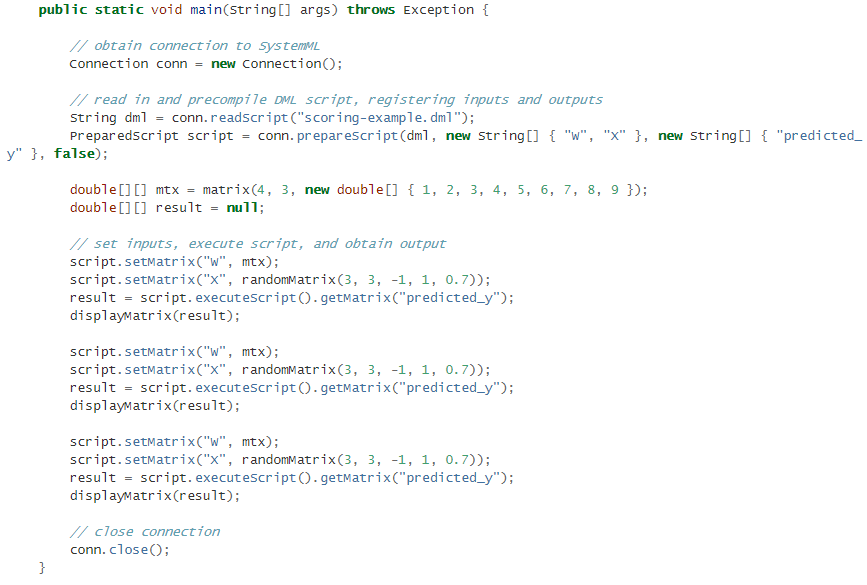 public static void main(String[] args) throws Exception {
// obtain connection to SystemML
Connection conn = new Connection();
// read in and precompile DML script, registering inputs and outputs
String dml = conn.readScript("scoring-example.dml");
PreparedScript script = conn.prepareScript(dml, new String[] { "W", "X" }, new String[] { "predicted_
y" }, false);
double[][] mtx = matrix(4, 3, new double[] { 1, 2, 3, 4, 5, 6, 7, 8, 9 });
double[][] result = null;
// set inputs, execute script, and obtain output
script.setMatrix("W", mtx);
script.setMatrix("X", randomMatrix(3, 3, -1, 1, 0.7));
result = script.executeScript().getMatrix("predicted_y");
displayMatrix(result);
script.setMatrix("W", mtx);
script.setMatrix("X", randomMatrix(3, 3, -1, 1, 0.7));
result = script.executeScript().getMatrix("predicted_y");
displayMatrix(result);
script.setMatrix("W", mtx);
script.setMatrix("X", randomMatrix(3, 3, -1, 1, 0.7));
result = script.executeScript().getMatrix("predicted_y");
displayMatrix(result);
// close connection
conn.close();
}